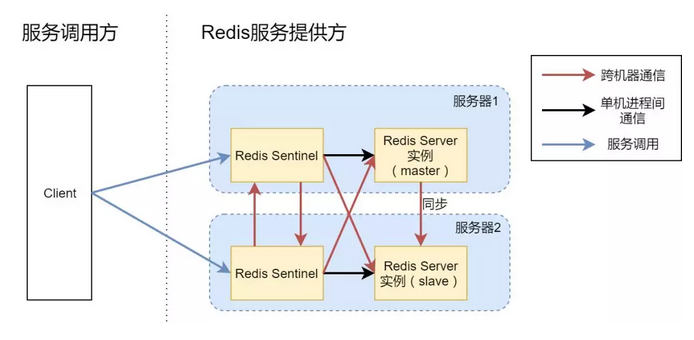 服务调用方
Redis服务提供方
跨机器通信
单机进程间
通信
服务调用
服务器1
Redis Sentinel
Redis Server
实例
（master）
Client
同步
服务器2
Redis Sentinel
Redis Server
实例（slave）